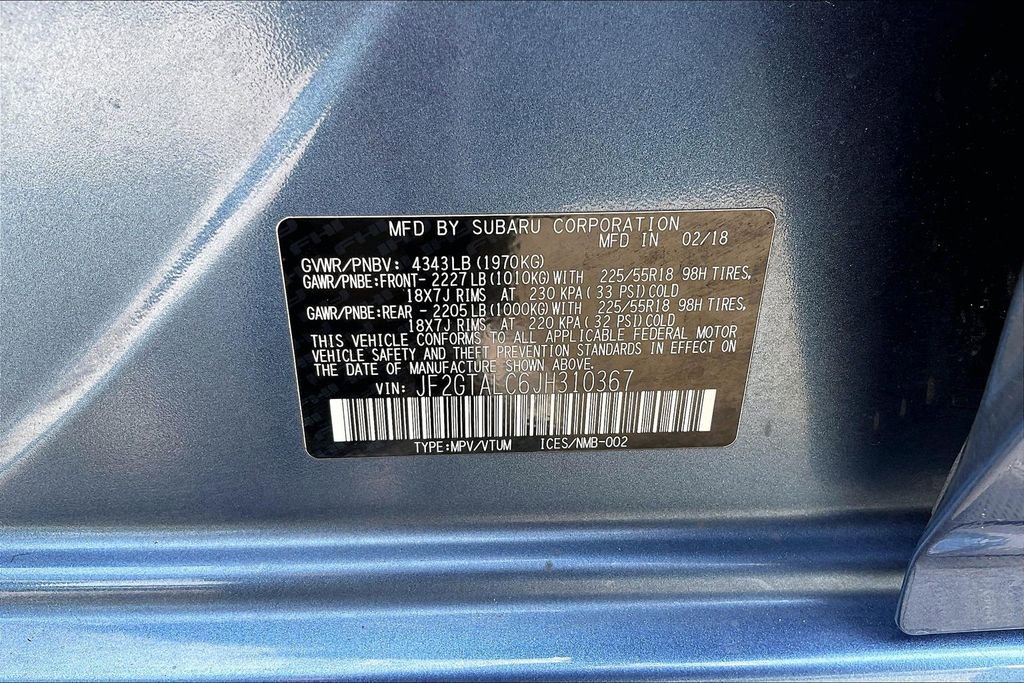 MFD BY SUBARU CORPORATION
MFD IN 02/18
GVWR/PNBV: 4343LB(1970KG)
GAWR/PNBE:FRONT- 2227LB(1010KG)WITH 225/55R18 98H TIRES,
18X7J RIMS AT 230 KPA(33 PSI)COLD
GAWR/PNBE:REAR - 2205LB(1000KG)WITH 225/55R18 98H TIRES,
18X7J RIMS AT 220 KPA(32 PSI)COLD
THIS VEHICLE CONFORMS TO ALL APPLICABLE FEDERAL MOTOR
VEHICLE SAFETY AND THEFT PREVENTION STANDARDS IN EFFECT ON
THE DATE OF MANUFACTURE SHOWN ABOVE.
VIN: JF2GTALC6JH310367
TYPE:MPV/VTUM ICES/NMB-002